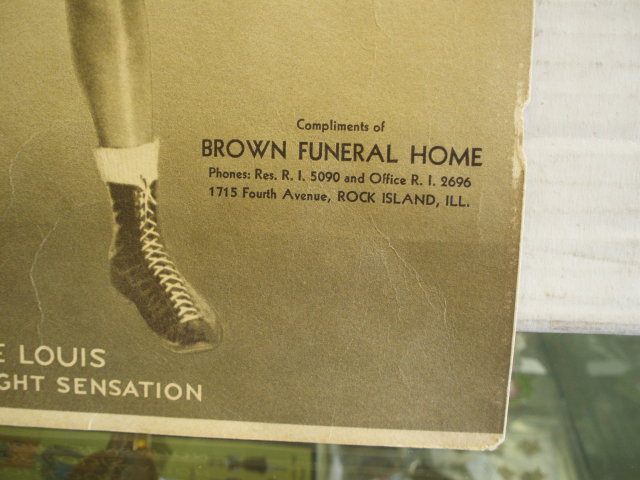 Compliments of
BROWN FUNERAL HOME
Phones: Res. R. I. 5090 and Office R. I. 2696
1715 Fourth Avenue, ROCK ISLAND, ILL.
E LOUIS
GHT SENSATION